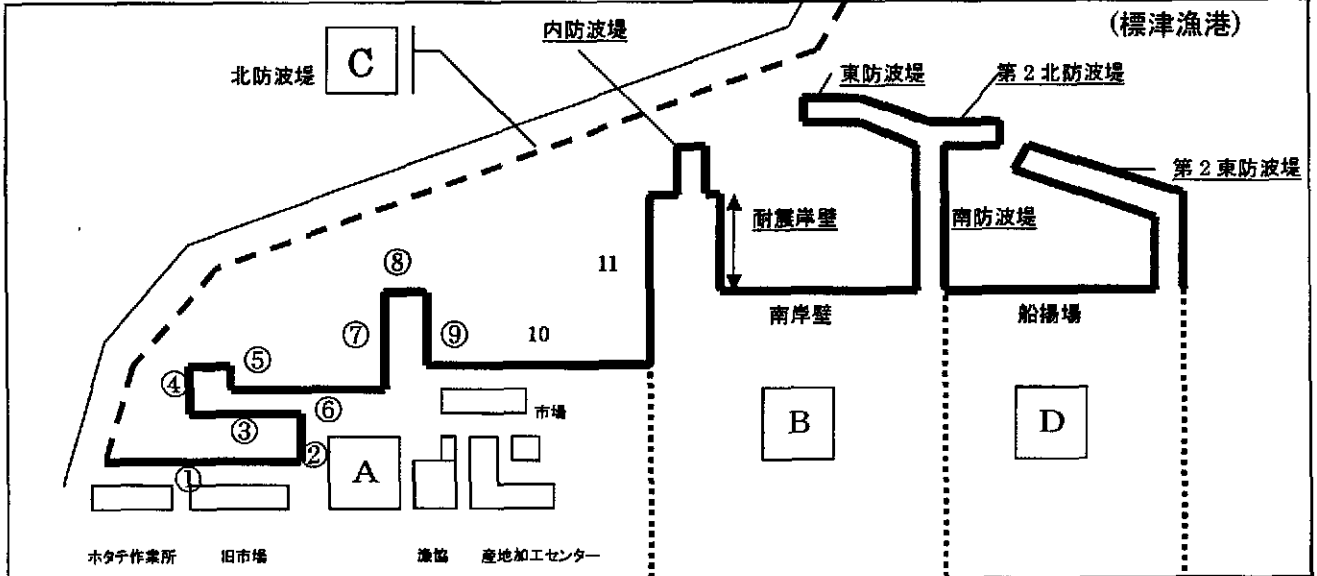 (標津漁港)
内防波堤
北防波堤
C
東防波堤
第2北防波堤
第2東防波堤
耐震岸壁
南防波堤
⑧
11
南岸壁
船揚場
⑦
⑨
10
⑤
④
⑥
市場
③
②
A
B
D
①
ホタテ作業所
旧市場
漁協
産地加工センター